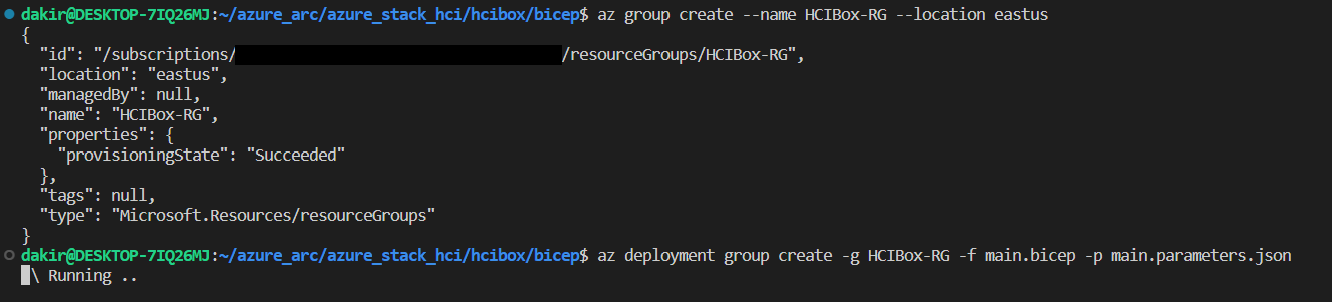 dakir@DESKTOP-7IQ26MJ:~/azure_arc/azure_stack_hci/hcibox/bicep$ az group create --name HCIBox-RG --location eastus
{
  "id": "/subscriptions/ /resourceGroups/HCIBox-RG",
  "location": "eastus",
  "managedBy": null,
  "name": "HCIBox-RG",
  "properties": {
    "provisioningState": "Succeeded"
  },
  "tags": null,
  "type": "Microsoft.Resources/resourceGroups"
}
dakir@DESKTOP-7IQ26MJ:~/azure_arc/azure_stack_hci/hcibox/bicep$ az deployment group create -g HCIBox-RG -f main.bicep -p main.parameters.json
\ Running ..